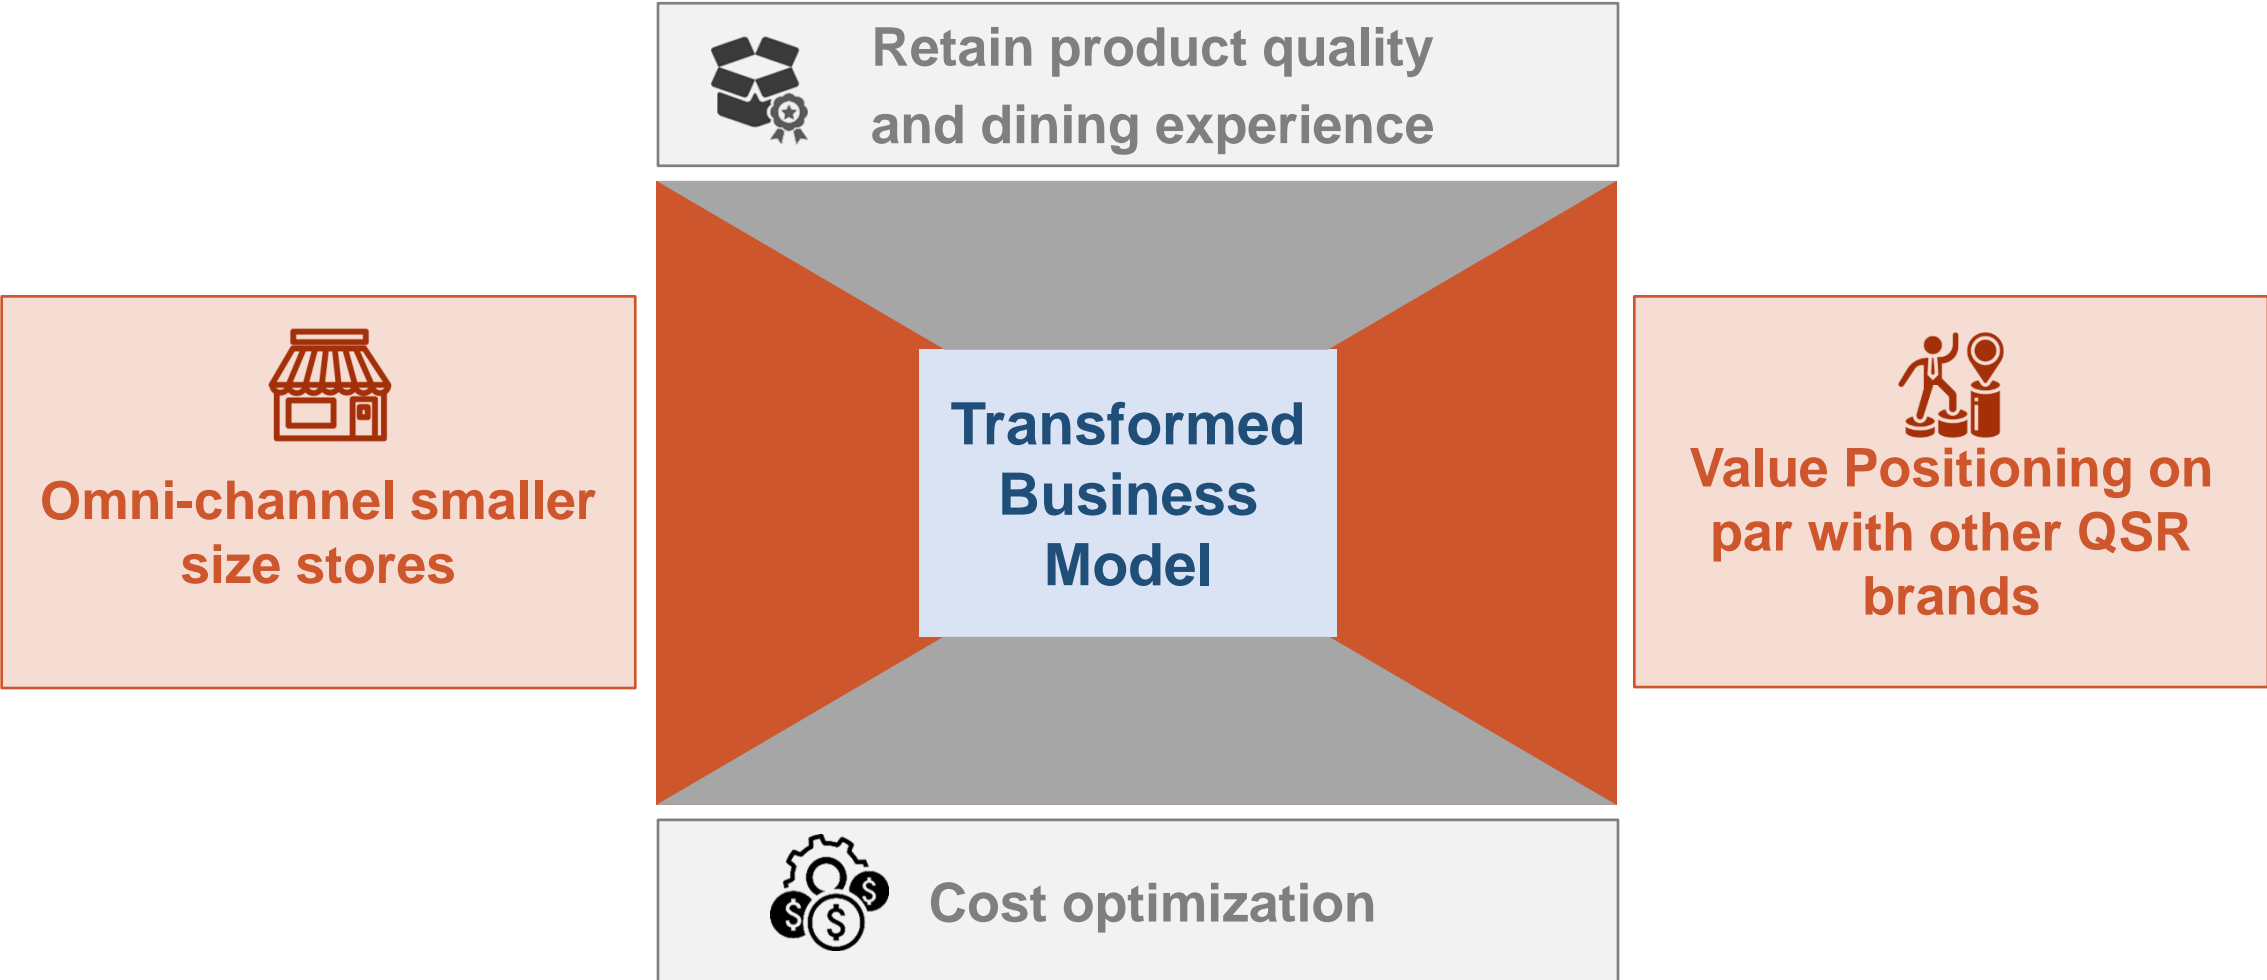 Retain product quality
and dining experience
Omni-channel smaller
size stores
Transformed
Business
Model
Value Positioning on
par with other QSR
brands
Cost optimization